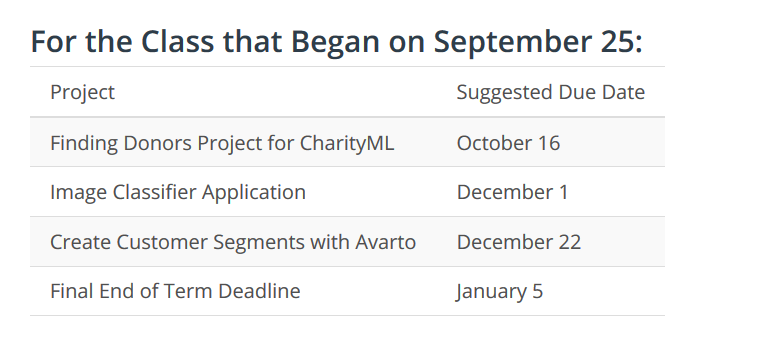 For the Class that Began on September 25:
Project Suggested Due Date
Finding Donors Project for CharityML October 16
Image Classifier Application December 1
Create Customer Segments with Avarto December 22
Final End of Term Deadline January 5